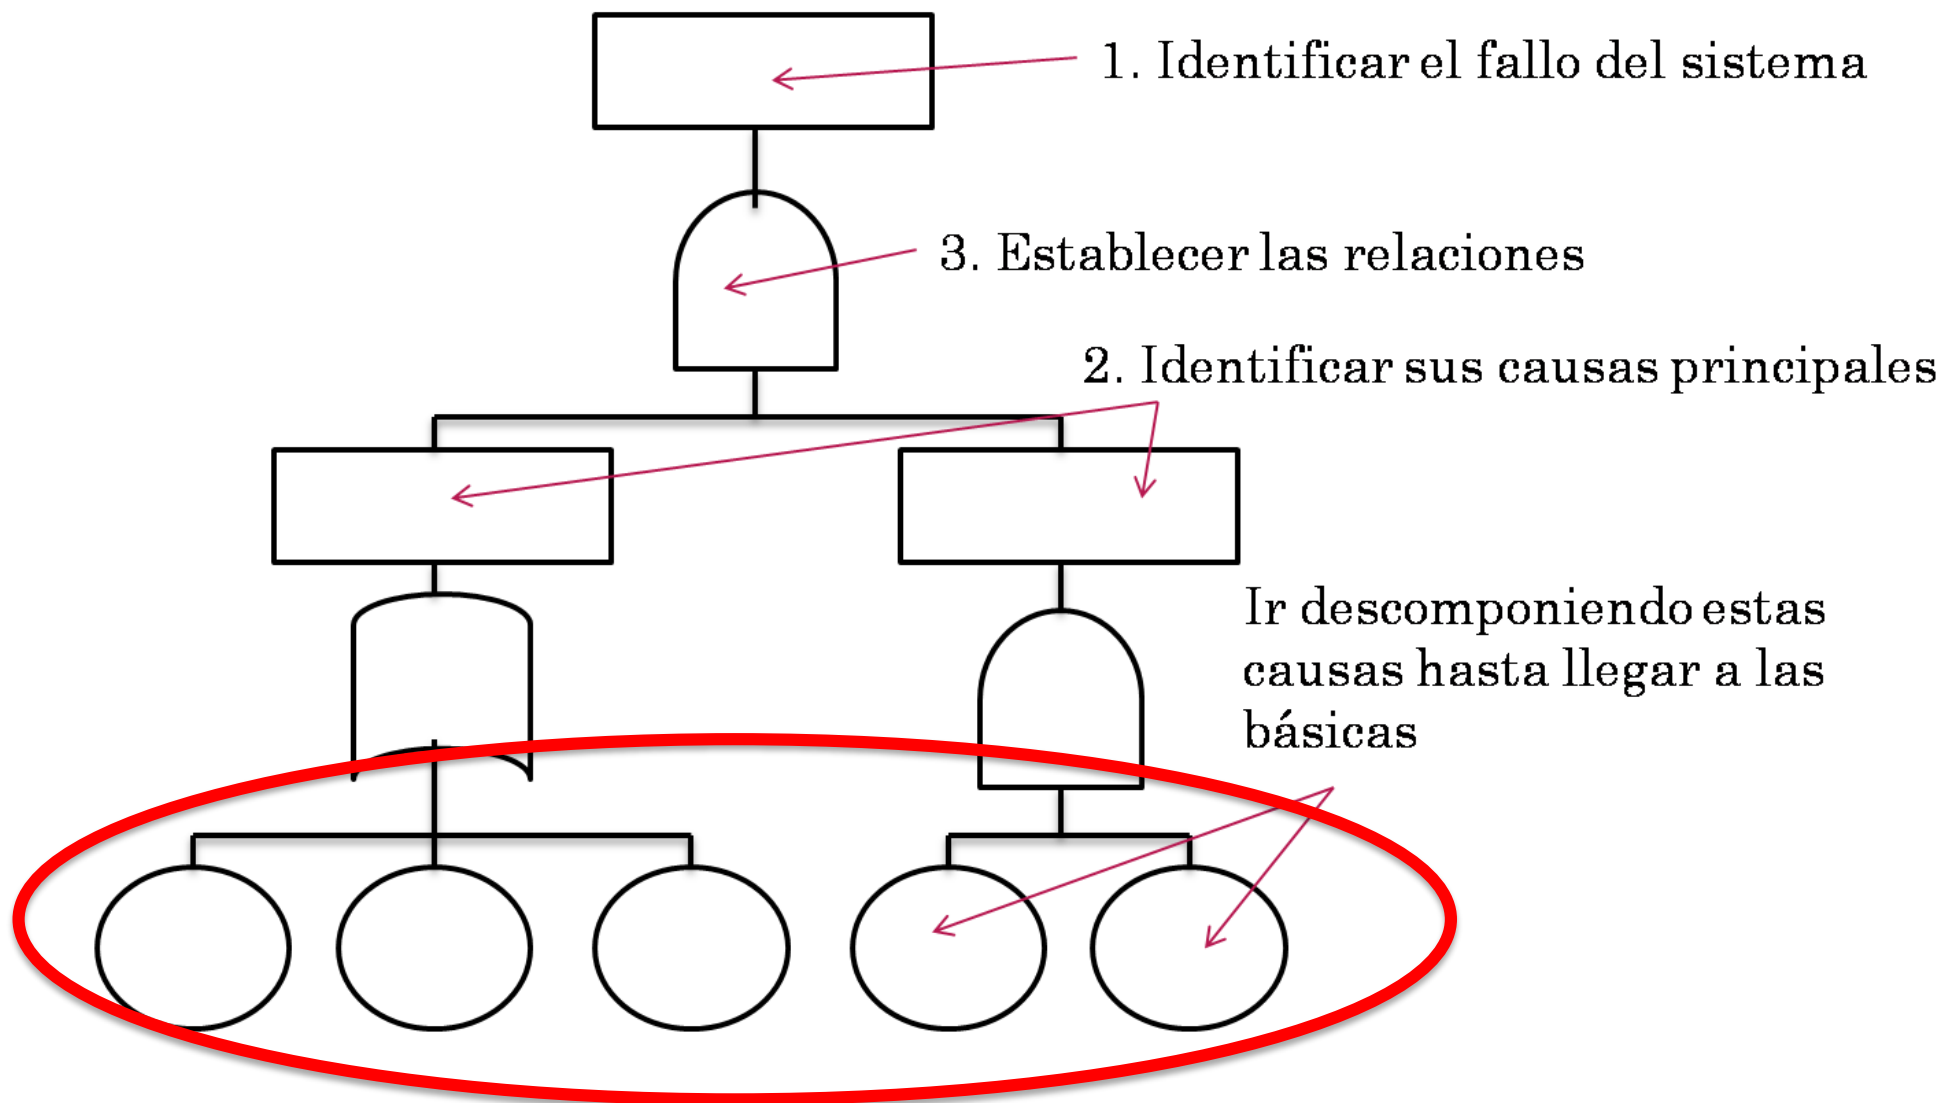 1. Identificar el fallo del sistema
3. Establecer las relaciones
2. Identificar sus causas principales
Ir descomponiendo estas
causas hasta llegar a las
básicas